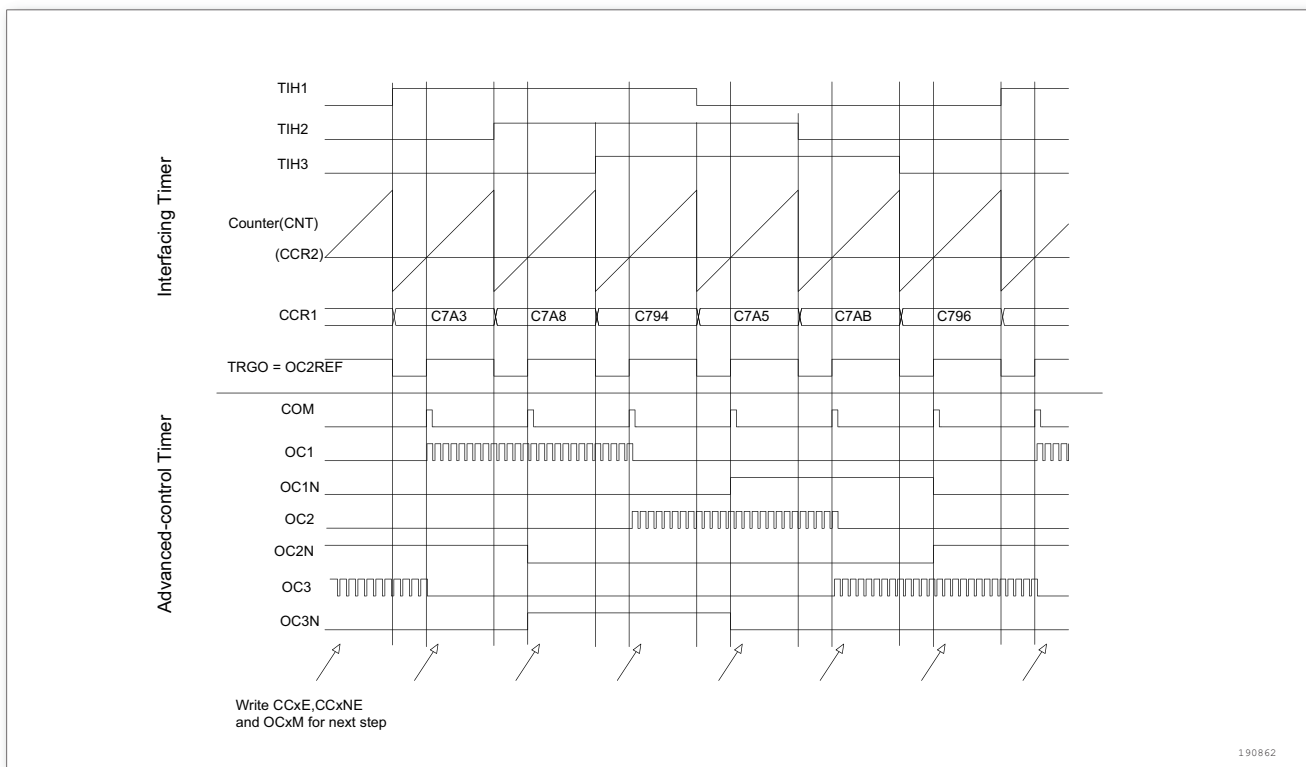 TIH1
TIH2
TIH3
Interfacing Timer
Counter(CNT)
(CCR2)
CCR1 C7A3 C7A8 C794 C7A5 C7AB C796
TRGO = OC2REF
Advanced-control Timer
COM
OC1
OC1N
OC2
OC2N
OC3
OC3N
Write CCxE,CCxNE
and OCxM for next step
190862